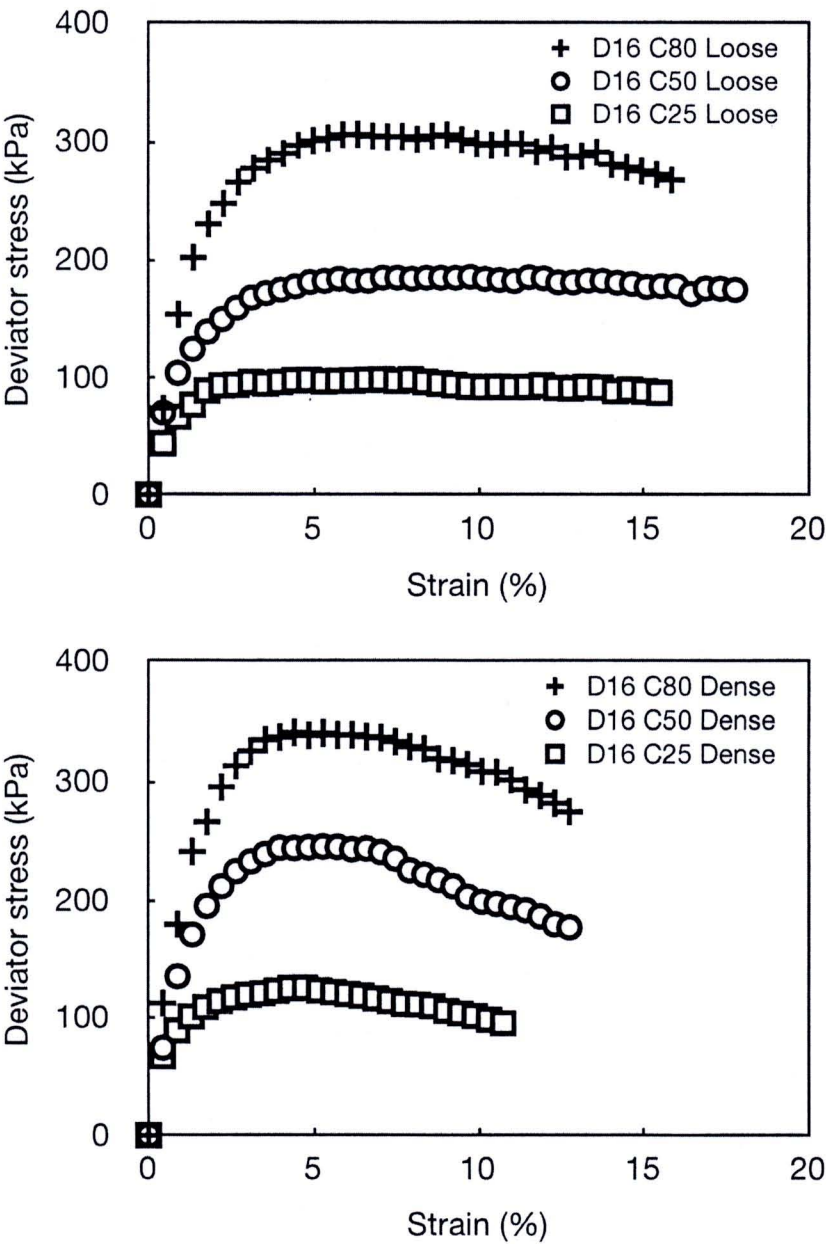 400
300
200
100
0
Deviator stress (kPa)
D16 C80 Loose
D16 C50 Loose
D16 C25 Loose
0 5 10 15 20
Strain (%)
400
300
200
100
0
Deviator stress (kPa)
D16 C80 Dense
D16 C50 Dense
D16 C25 Dense
0 5 10 15 20
Strain (%)